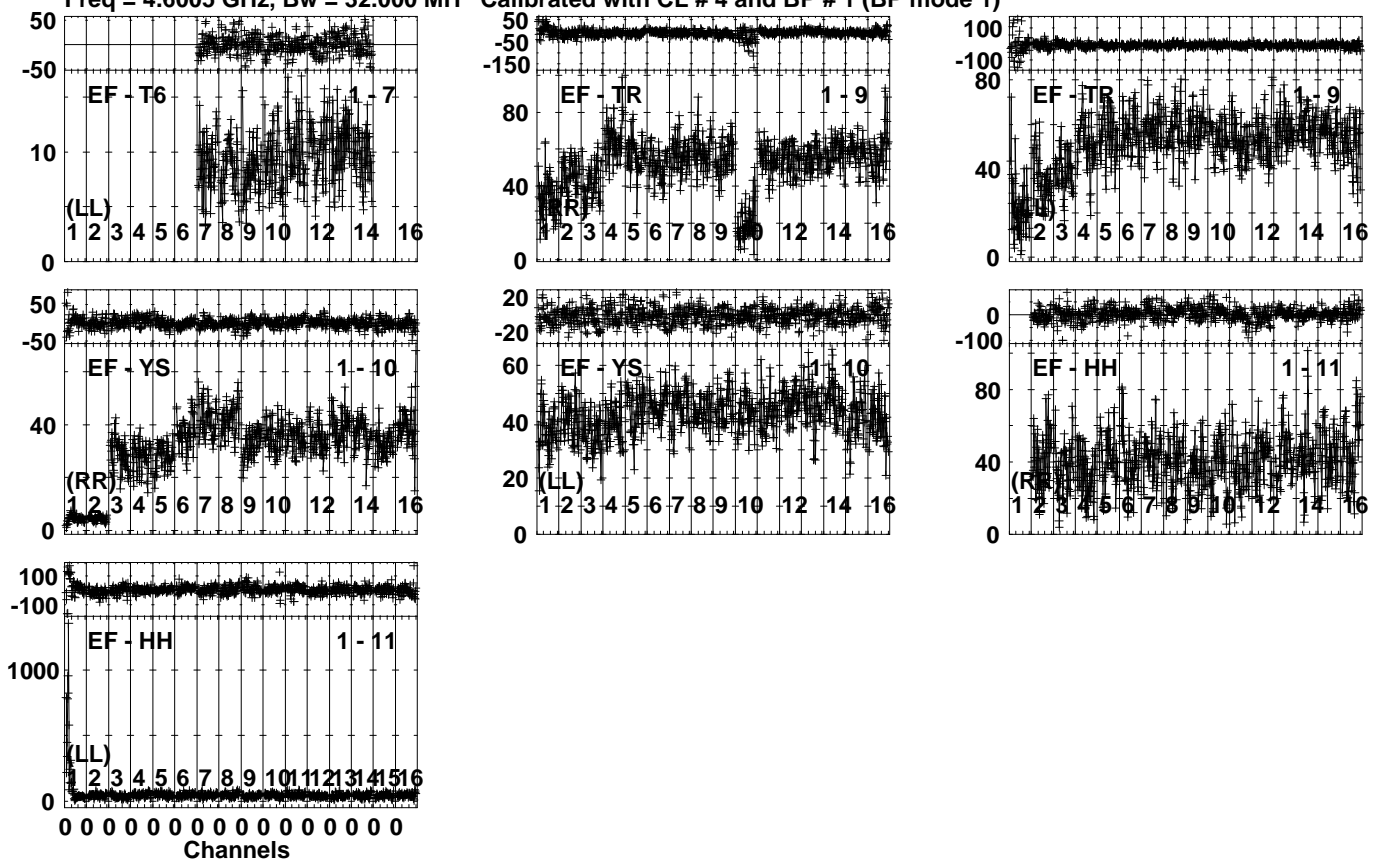 Freq = 4.6005 GHz, Bw = 32.000 MH Calibrated with CL # 4 and BP # 1 (BP mode 1)
50
-50
EF - T6 1 - 7
10
(LL)
1 2 3 4 5 6 7 8 9 10 12 14 16
0
50
-50
-150
EF - TR 1 - 9
80
40
(RR)
1 2 3 4 5 6 7 8 9 10 12 14 16
0
100
-100
80
EF - TR 1 - 9
40
(LL)
2 3 4 5 6 7 8 9 10 12 14 16
0
50
-50
EF - YS 1 - 10
40
(RR)
1 2 3 4 5 6 7 8 9 10 12 14 16
0
20
-20
60
EF - YS 1 - 10
40
20
(LL)
1 2 3 4 5 6 7 8 9 10 12 14 16
0
0
-100
EF - HH 1 - 11
80
40
(RR)
1 2 3 4 5 6 7 8 9 10 12 14 16
0
100
-100
EF - HH 1 - 11
1000
(LL)
1 2 3 4 5 6 7 8 9 10 11 12 13 14 15 16
0
0 0 0 0 0 0 0 0 0 0 0 0 0 0 0 0
Channels